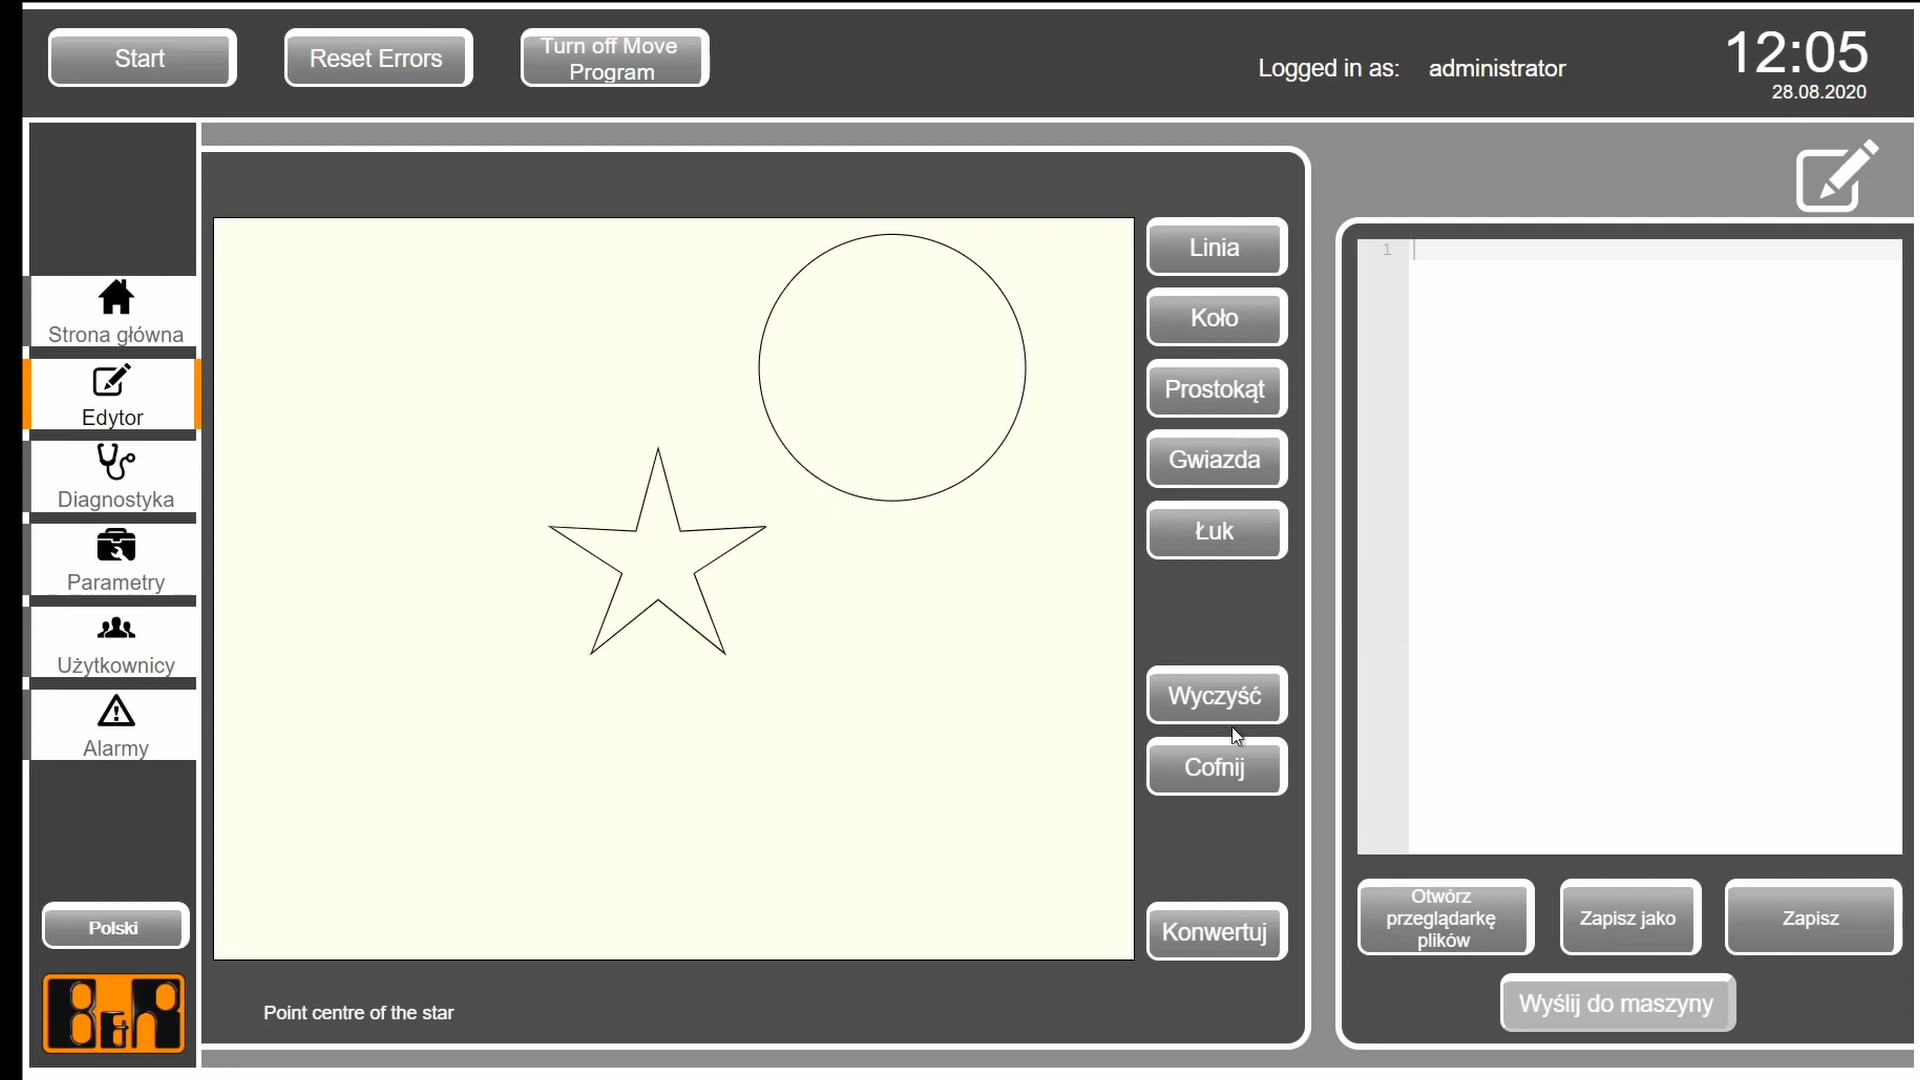 Start
Reset Errors
Turn off Move
Program
Logged in as: administrator
12:05
28.08.2020
Strona główna
Edytor
Diagnostyka
Parametry
Użytkownicy
Alarmy
Polski
B&R
Linia
Koło
Prostokąt
Gwiazda
Łuk
Wyczyść
Cofnij
Konwertuj
Point centre of the star
1
Otwórz
przeglądarkę
plików
Zapisz jako
Zapisz
Wyślij do maszyny